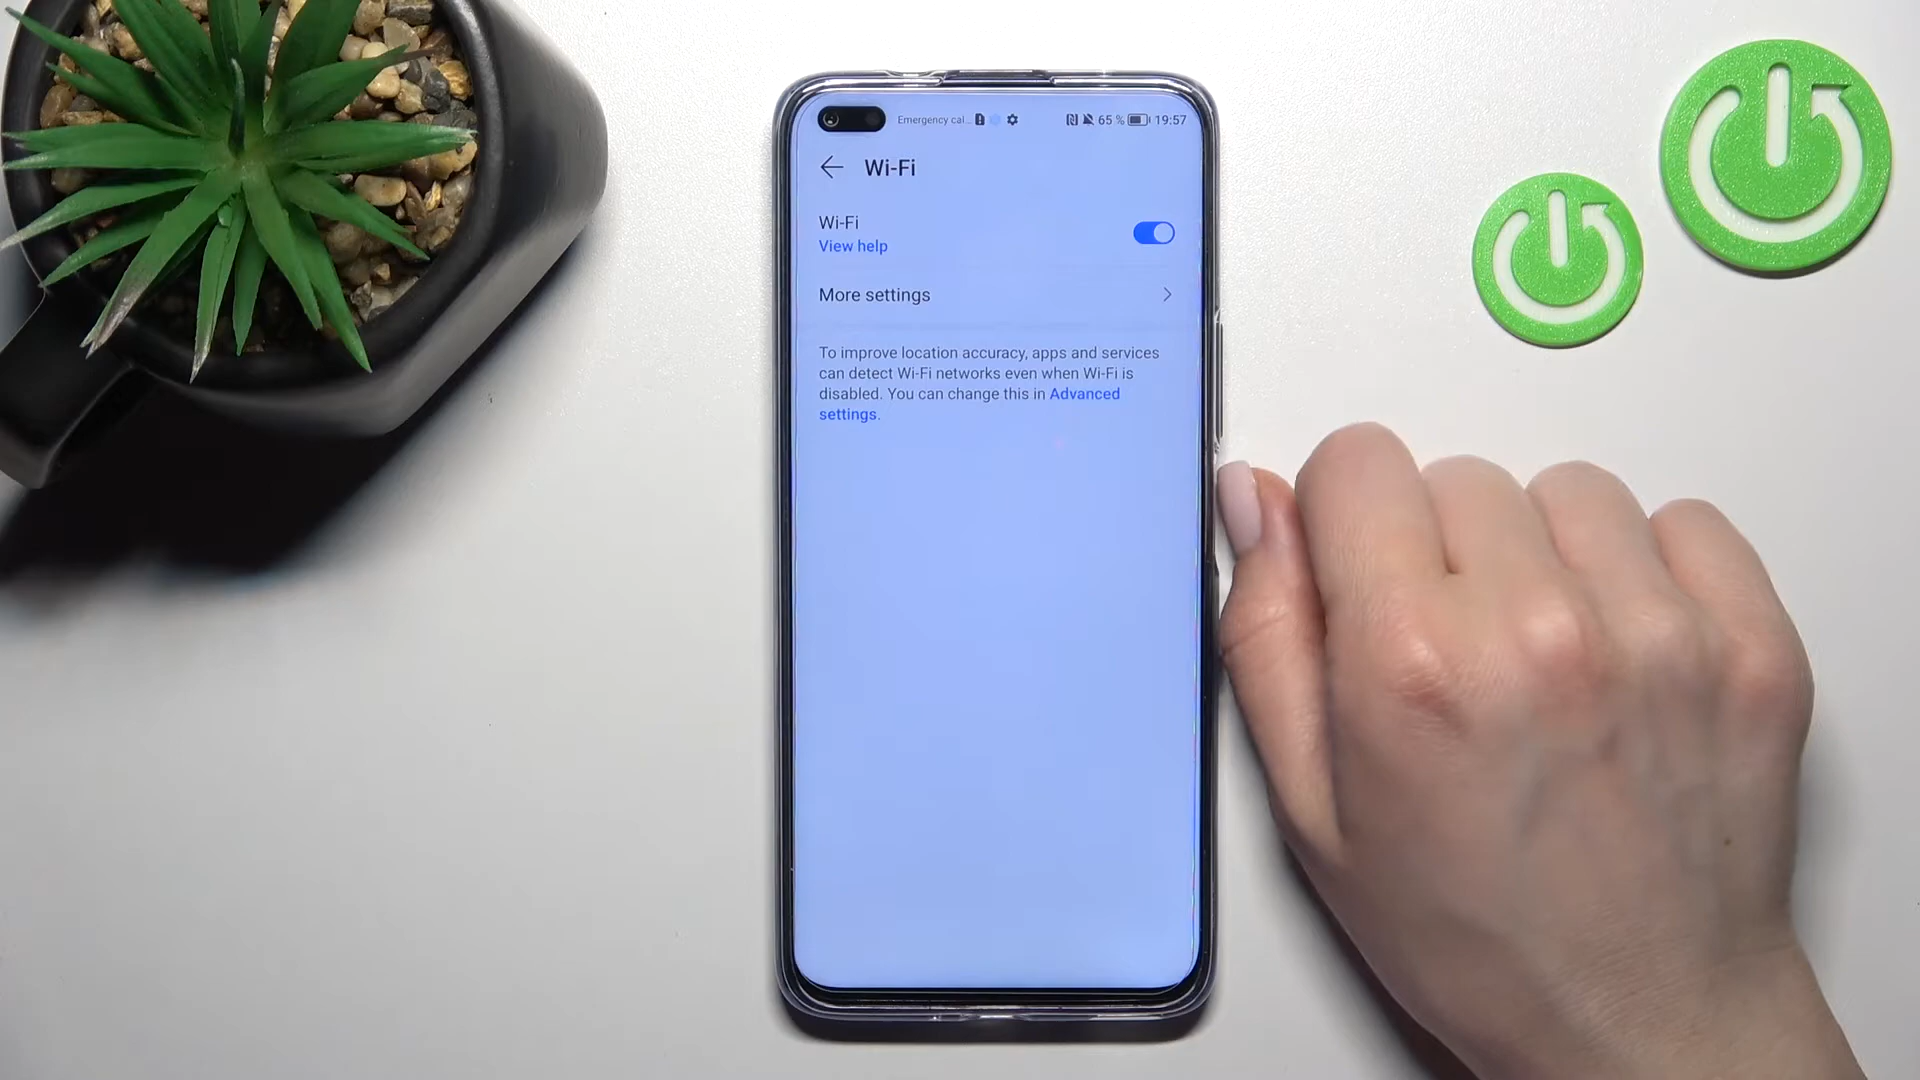 Emergency cal... 65 % 19:57
Wi-Fi
Wi-Fi
View help
More settings
To improve location accuracy, apps and services
can detect Wi-Fi networks even when Wi-Fi is
disabled. You can change this in Advanced
settings.